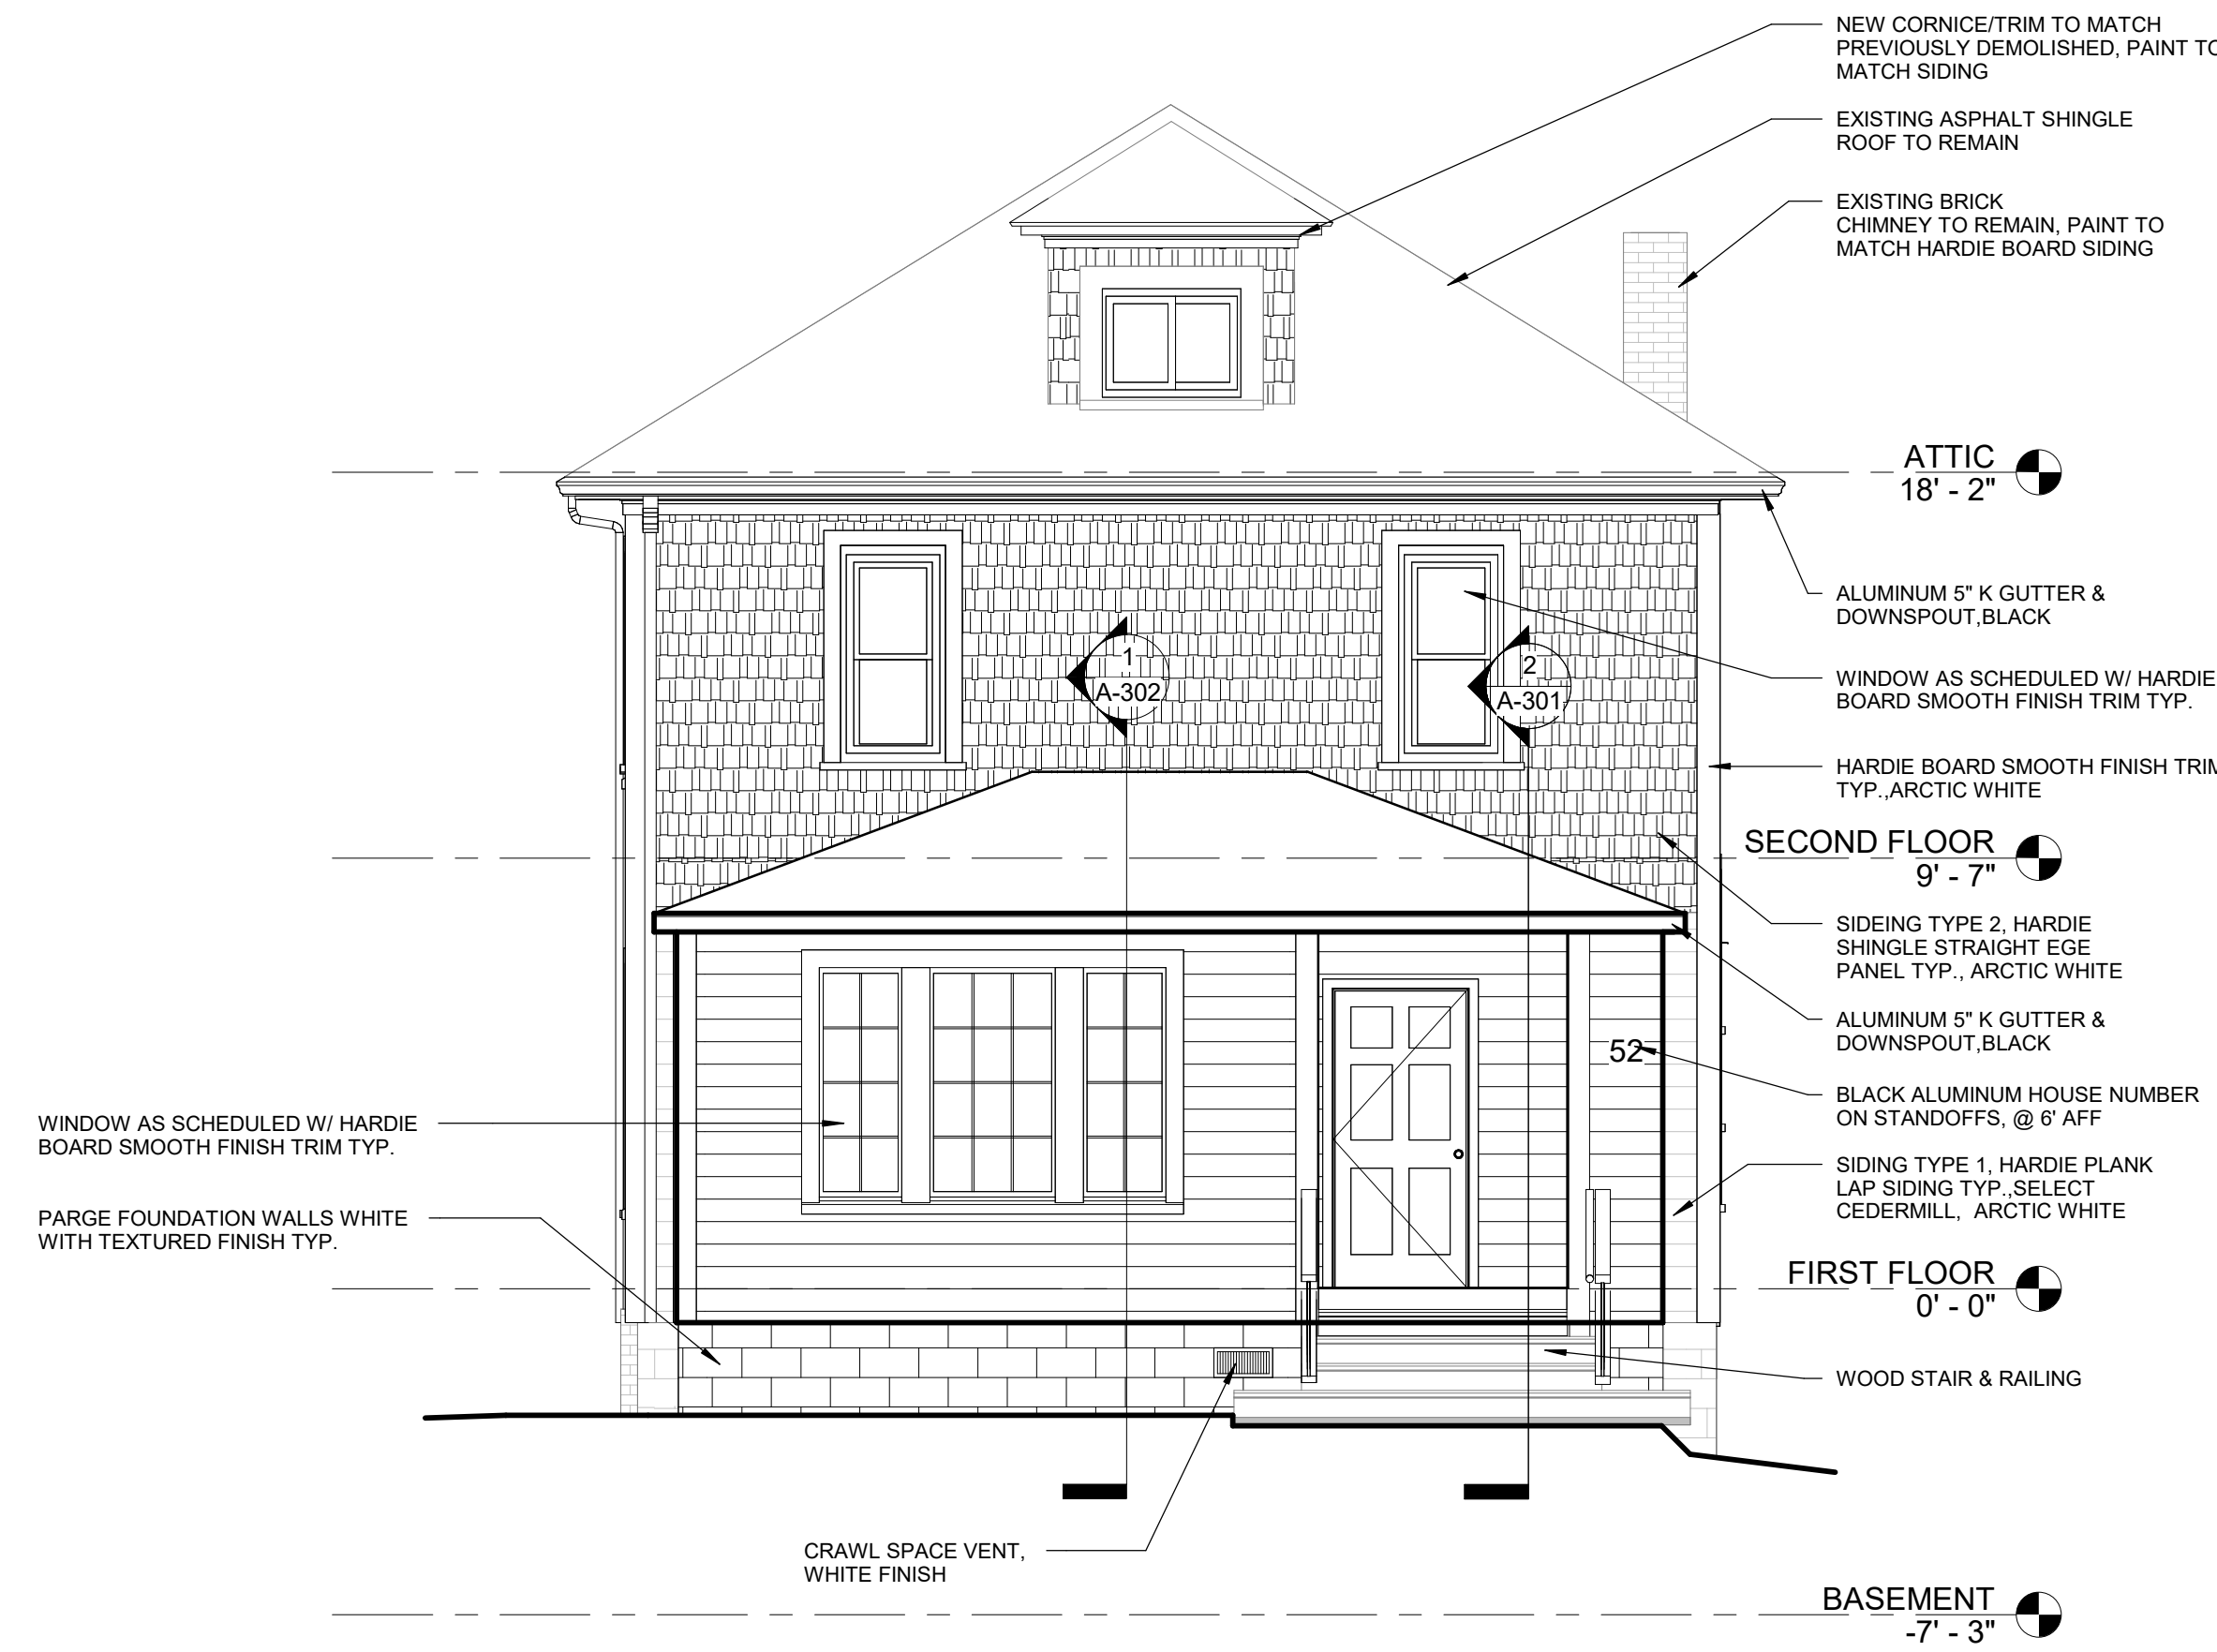 NEW CORNICE/TRIM TO MATCH
PREVIOUSLY DEMOLISHED, PAINT TO
MATCH SIDING
EXISTING ASPHALT SHINGLE
ROOF TO REMAIN
EXISTING BRICK
CHIMNEY TO REMAIN, PAINT TO
MATCH HARDIE BOARD SIDING
ATTIC
18' - 2"
ALUMINUM 5" K GUTTER &
DOWNSPOUT,BLACK
1
A-302
2
A-301
WINDOW AS SCHEDULED W/ HARDIE
BOARD SMOOTH FINISH TRIM TYP.
HARDIE BOARD SMOOTH FINISH TRIM
TYP.,ARCTIC WHITE
SECOND FLOOR
9' - 7"
SIDEING TYPE 2, HARDIE
SHINGLE STRAIGHT EGE
PANEL TYP., ARCTIC WHITE
ALUMINUM 5" K GUTTER &
DOWNSPOUT,BLACK
52
BLACK ALUMINUM HOUSE NUMBER
ON STANDOFFS, @ 6' AFF
WINDOW AS SCHEDULED W/ HARDIE
BOARD SMOOTH FINISH TRIM TYP.
SIDING TYPE 1, HARDIE PLANK
LAP SIDING TYP.,SELECT
CEDERMILL, ARCTIC WHITE
PARGE FOUNDATION WALLS WHITE
WITH TEXTURED FINISH TYP.
FIRST FLOOR
0' - 0"
WOOD STAIR & RAILING
CRAWL SPACE VENT,
WHITE FINISH
BASEMENT
-7' - 3"